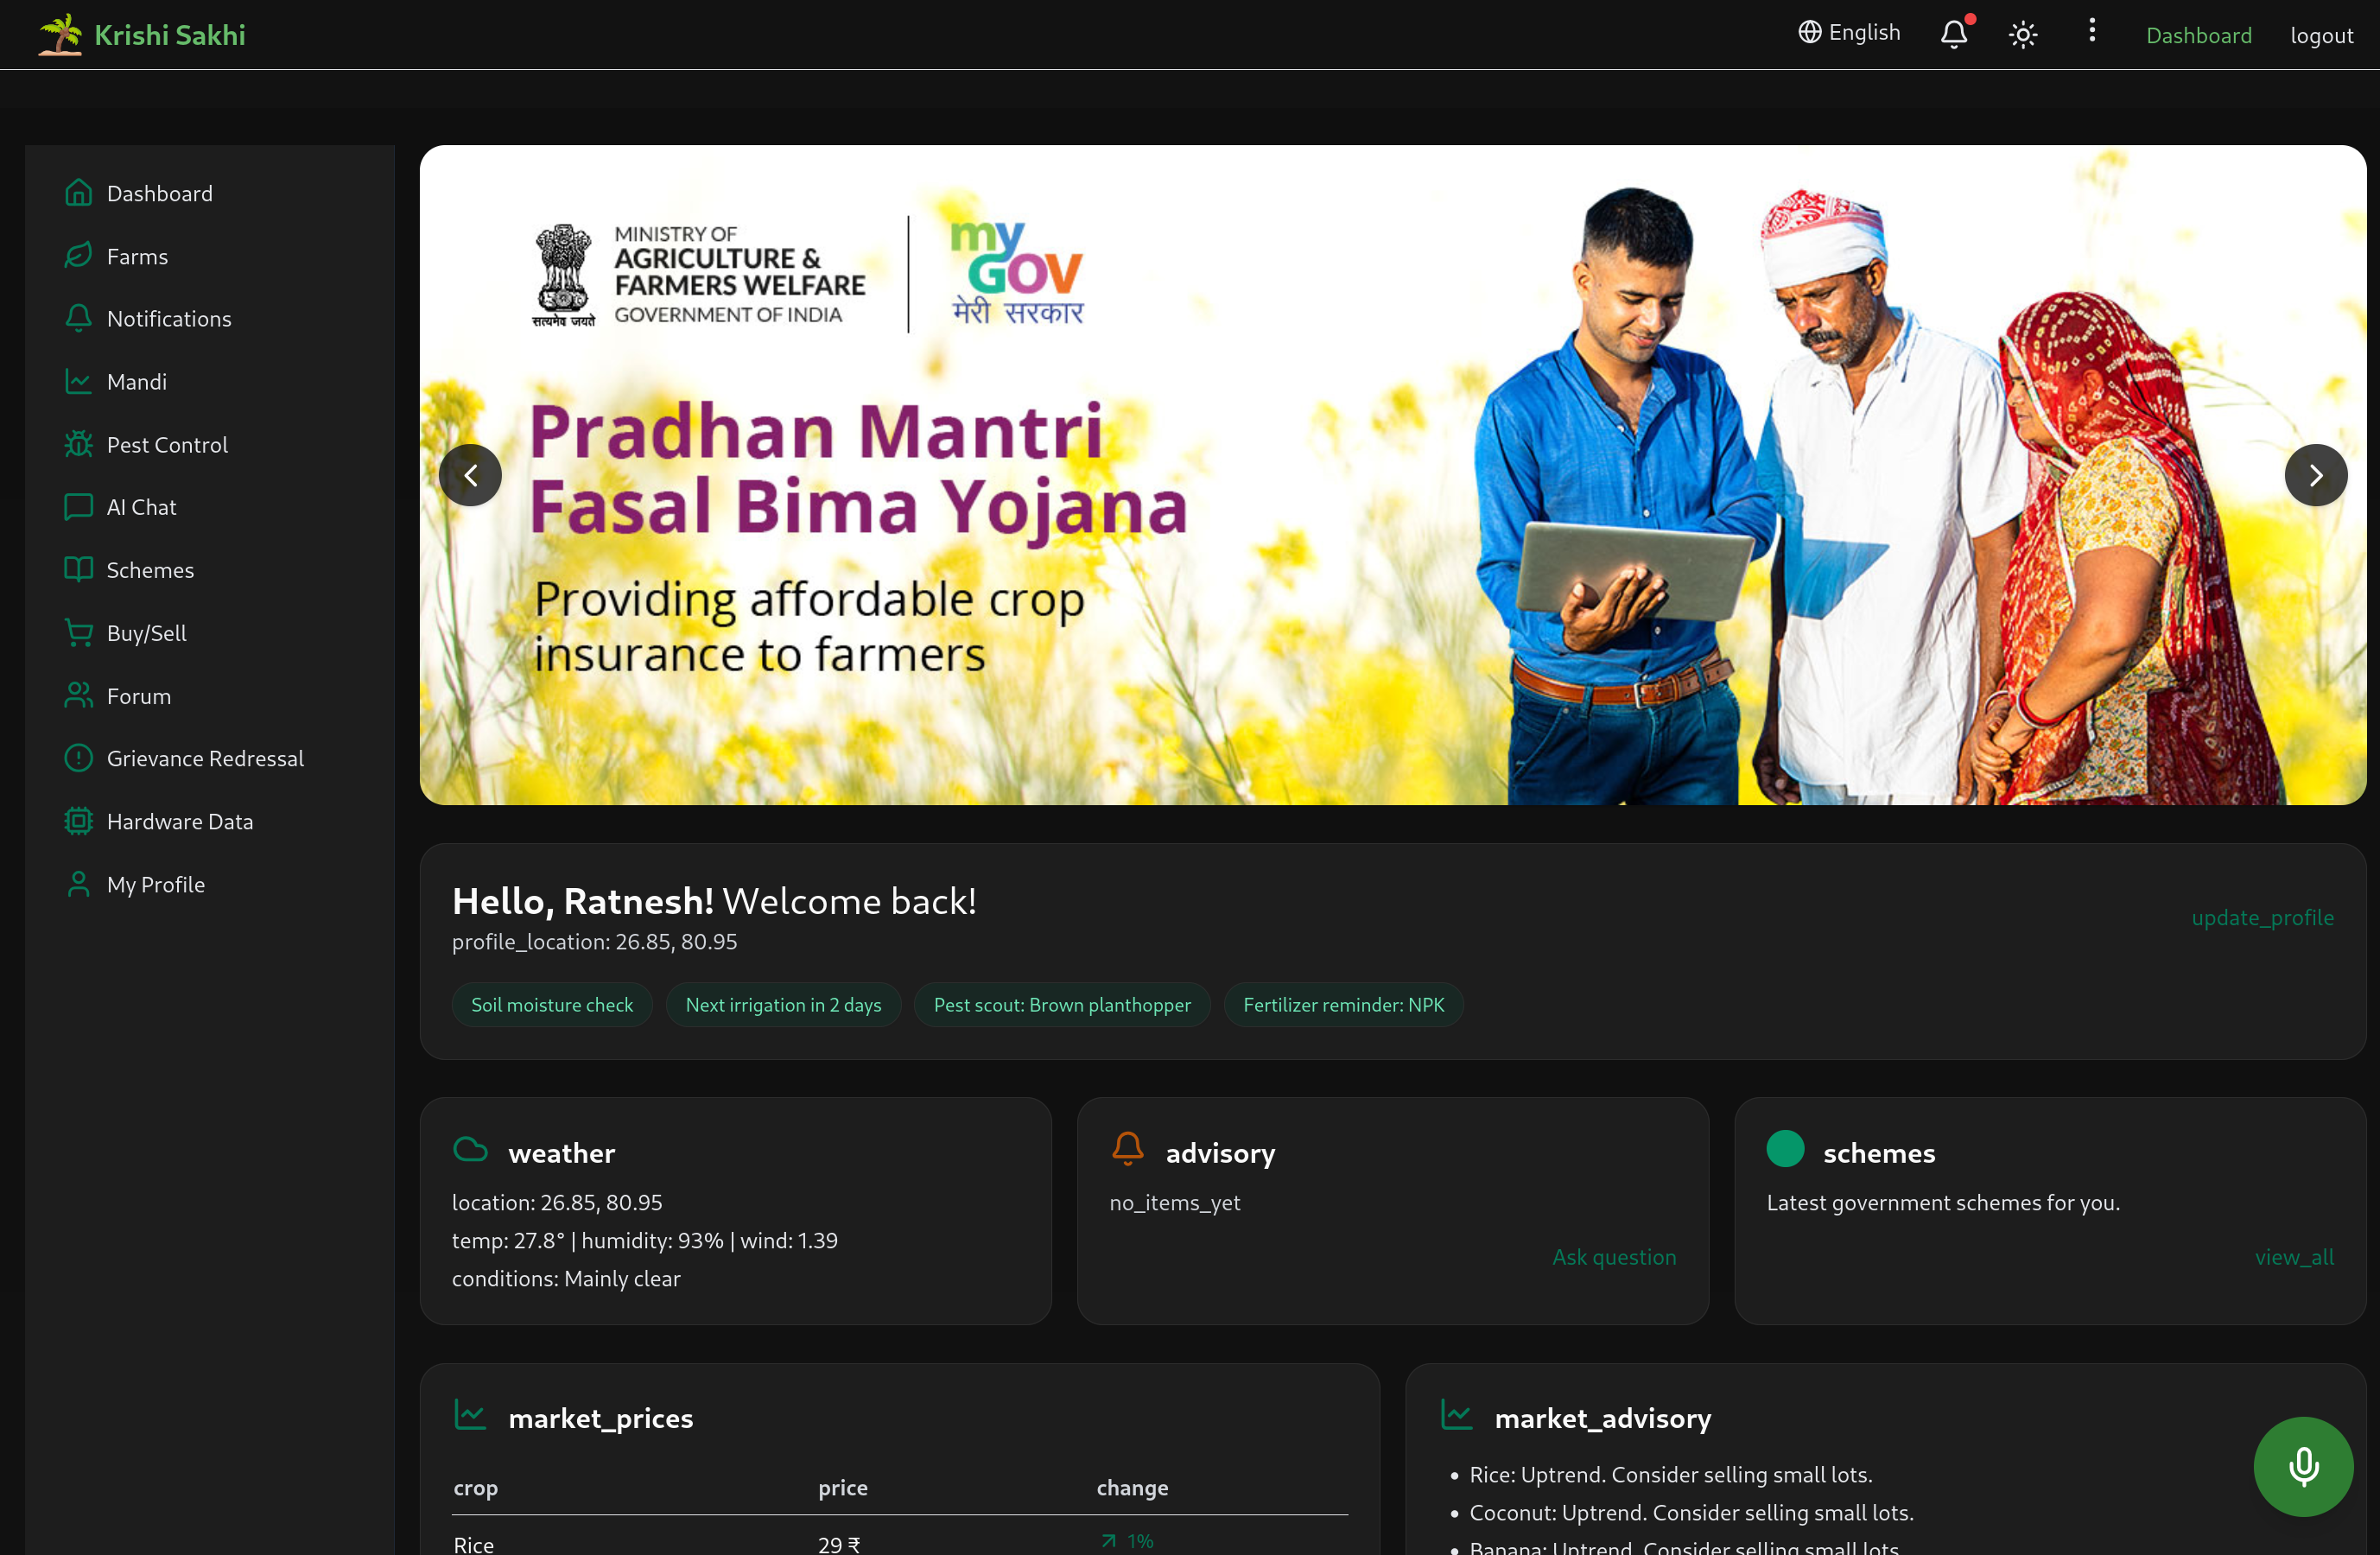 Krishi Sakhi
English
Dashboard
logout
Dashboard
Farms
Notifications
Mandi
Pest Control
AI Chat
Schemes
Buy/Sell
Forum
Grievance Redressal
Hardware Data
My Profile
सत्यमेव जयते
MINISTRY OF
AGRICULTURE &
FARMERS WELFARE
GOVERNMENT OF INDIA
my
GOV
मेरी सरकार
Pradhan Mantri
Fasal Bima Yojana
Providing affordable crop
insurance to farmers
Hello, Ratnesh! Welcome back!
profile_location: 26.85, 80.95
update_profile
Soil moisture check
Next irrigation in 2 days
Pest scout: Brown planthopper
Fertilizer reminder: NPK
weather
location: 26.85, 80.95
temp: 27.8° | humidity: 93% | wind: 1.39
conditions: Mainly clear
advisory
no_items_yet
Ask question
schemes
Latest government schemes for you.
view_all
market_prices
crop price change
Rice 29 ₹ 1%
market_advisory
• Rice: Uptrend. Consider selling small lots.
• Coconut: Uptrend. Consider selling small lots.
• Banana: Uptrend. Consider selling small lots.